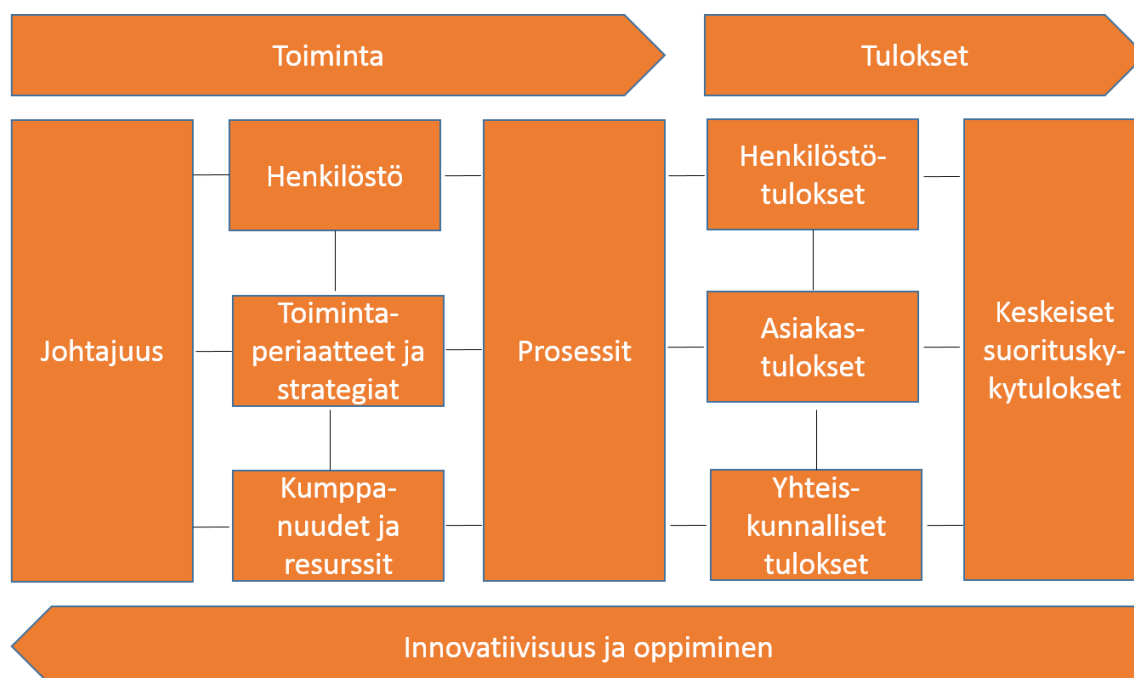 Toiminta
Tulokset
Johtajuus
Henkilöstö
Toiminta-
periaatteet ja
strategiat
Kumppa-
nuudet ja
resurssit
Prosessit
Henkilöstö-
tulokset
Asiakas-
tulokset
Yhteis-
kunnalliset
tulokset
Keskeiset
suoritusky-
kytulokset
Innovatiivisuus ja oppiminen